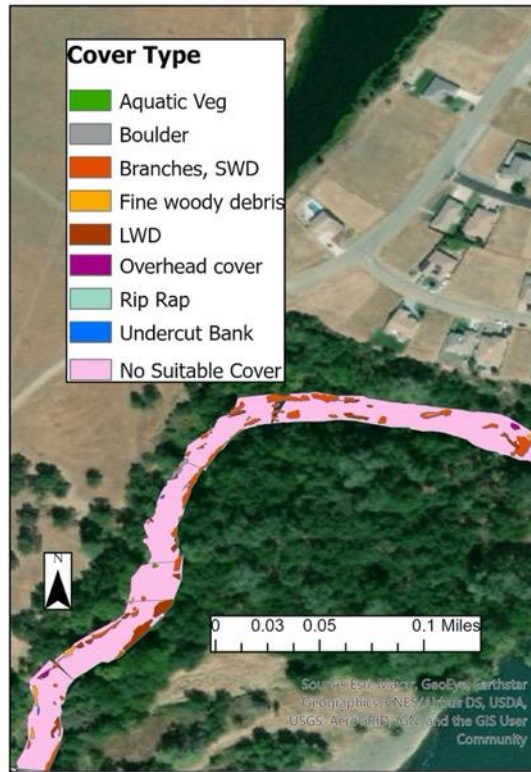 Cover Type
Aquatic Veg
Boulder
Branches, SWD
Fine woody debris
LWD
Overhead cover
Rip Rap
Undercut Bank
No Suitable Cover
N
0 0.03 0.05 0.1 Miles
Source: Esri, Maxar, GeoEye, Earthstar
Geographics, CNES/Airbus DS, USDA,
USGS, AeroGRID, IGN, and the GIS User
Community